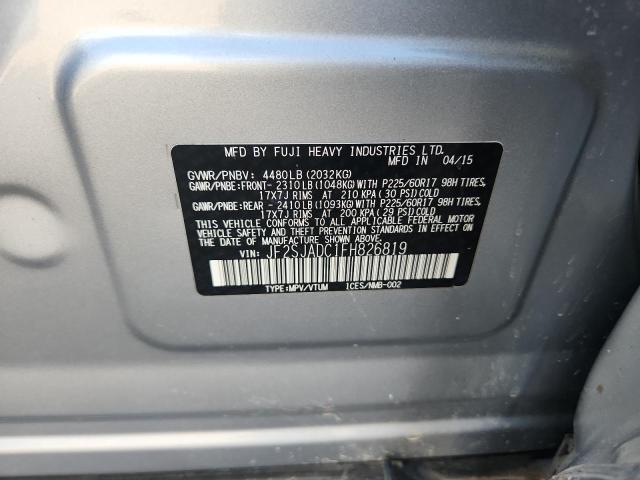 MFD BY FUJI HEAVY INDUSTRIES LTD.
MFD IN 04/15
GVWR/PNBV: 4480LB (2032KG)
GAWR/PNBE: FRONT- 2310LB (1048KG) WITH P225/60R17 98H TIRES,
17X7J RIMS AT 210 KPA (30 PSI) COLD
GAWR/PNBE: REAR - 2410LB (1093KG) WITH P225/60R17 98H TIRES,
17X7J RIMS AT 200 KPA (29 PSI) COLD
THIS VEHICLE CONFORMS TO ALL APPLICABLE FEDERAL MOTOR
VEHICLE SAFETY AND THEFT PREVENTION STANDARDS IN EFFECT ON
THE DATE OF MANUFACTURE SHOWN ABOVE.
VIN: JF2SJADC1FH826819
TYPE:MPV/VTUM ICES/NMB-002